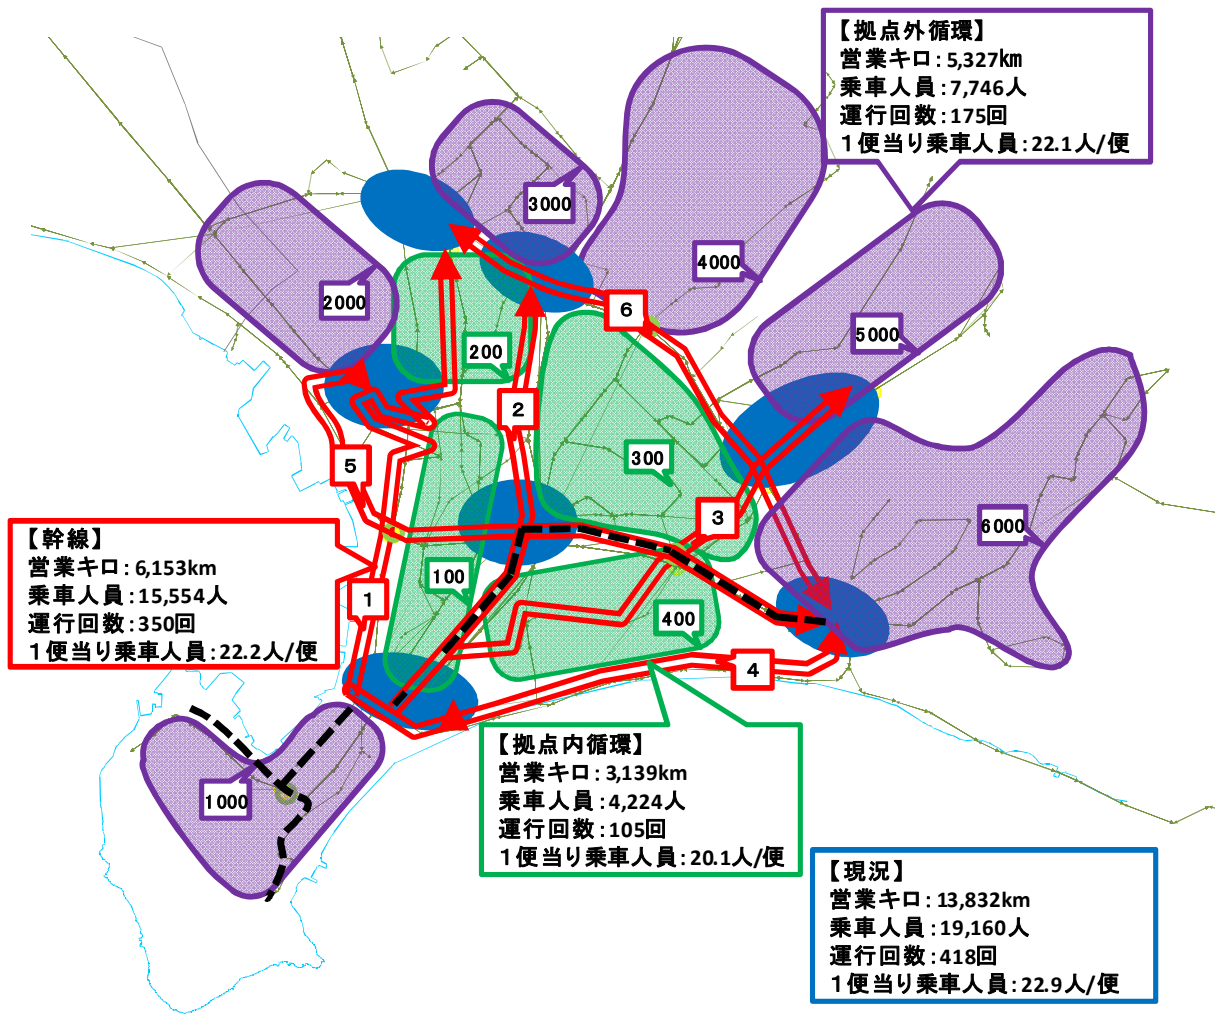 【拠点外循環】
営業キロ：5,327㎞
乗車人員：7,746人
運行回数：175回
１便当り乗車人員：22.1人/便
3000
4000
2000
6
5000
200
2
300
5
3
6000
【幹線】
営業キロ：6,153km
乗車人員：15,554人
運行回数：350回
１便当り乗車人員：22.2人/便
100
1
400
4
【拠点内循環】
営業キロ：3,139km
乗車人員：4,224人
運行回数：105回
１便当り乗車人員：20.1人/便
1000
【現況】
営業キロ：13,832km
乗車人員：19,160人
運行回数：418回
１便当り乗車人員：22.9人/便